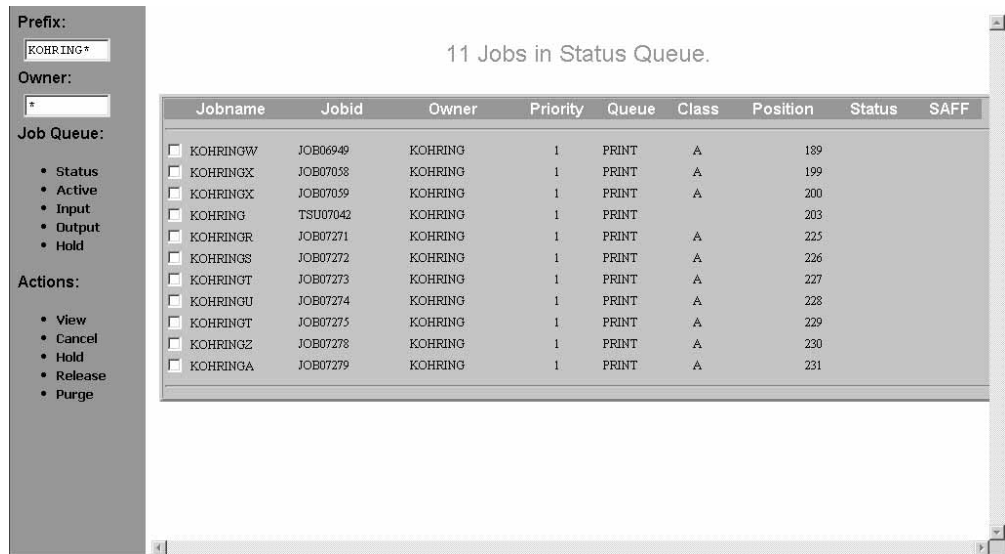 Prefix:
KOHRING*
Owner:
*
Job Queue:
• Status
• Active
• Input
• Output
• Hold
Actions:
• View
• Cancel
• Hold
• Release
• Purge
11 Jobs in Status Queue.
Jobname Jobid Owner Priority Queue Class Position Status SAFF
KOHRINGW JOB06949 KOHRING 1 PRINT A 189
KOHRINGX JOB07058 KOHRING 1 PRINT A 199
KOHRINGX JOB07059 KOHRING 1 PRINT A 200
KOHRING TSU07042 KOHRING 1 PRINT 203
KOHRINGR JOB07271 KOHRING 1 PRINT A 225
KOHRINGS JOB07272 KOHRING 1 PRINT A 226
KOHRINGT JOB07273 KOHRING 1 PRINT A 227
KOHRINGU JOB07274 KOHRING 1 PRINT A 228
KOHRINGT JOB07275 KOHRING 1 PRINT A 229
KOHRINGZ JOB07278 KOHRING 1 PRINT A 230
KOHRINGA JOB07279 KOHRING 1 PRINT A 231